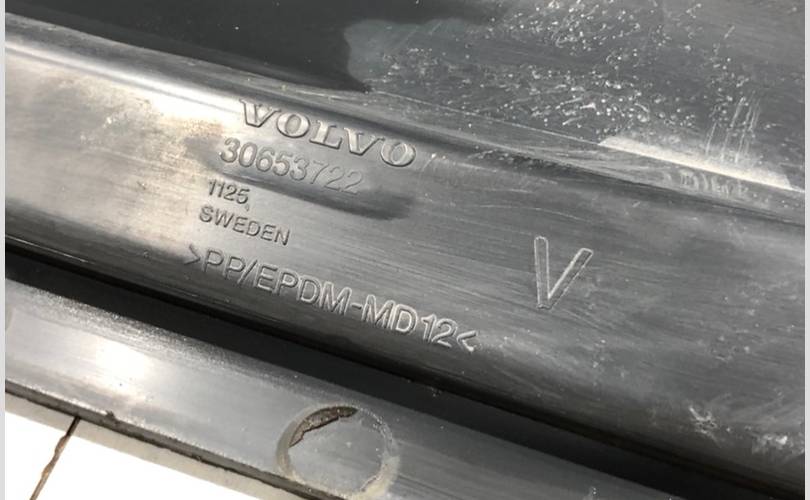 VOLVO
30653722
1125
SWEDEN
>PP/EPDM-MD12<
V